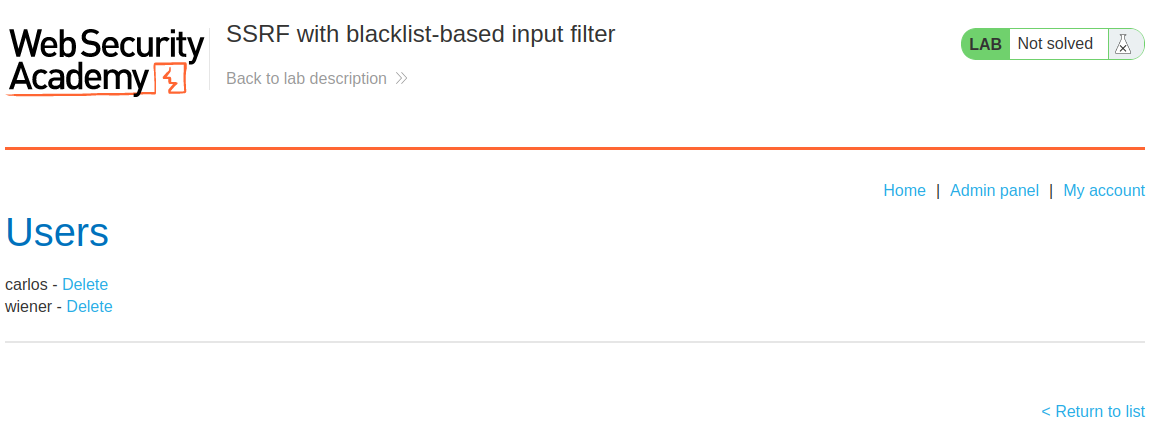 Web Security
Academy
SSRF with blacklist-based input filter
Back to lab description
LAB Not solved
Home | Admin panel | My account
Users
carlos - Delete
wiener - Delete
< Return to list